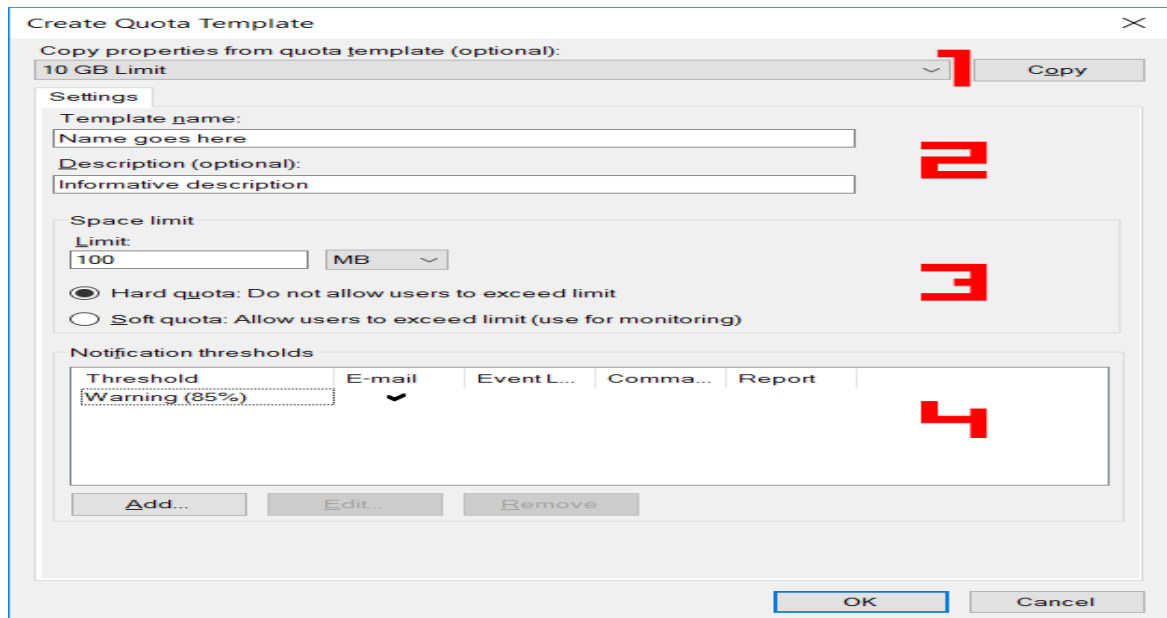 Create Quota Template
Copy properties from quota template (optional):
10 GB Limit
1
Copy
Settings
Template name:
Name goes here
2
Description (optional):
Informative description
Space limit
Limit:
100 MB
3
Hard quota: Do not allow users to exceed limit
Soft quota: Allow users to exceed limit (use for monitoring)
Notification thresholds
Threshold E-mail Event L... Comma... Report
Warning (85%)
4
Add... Edit... Remove
OK Cancel